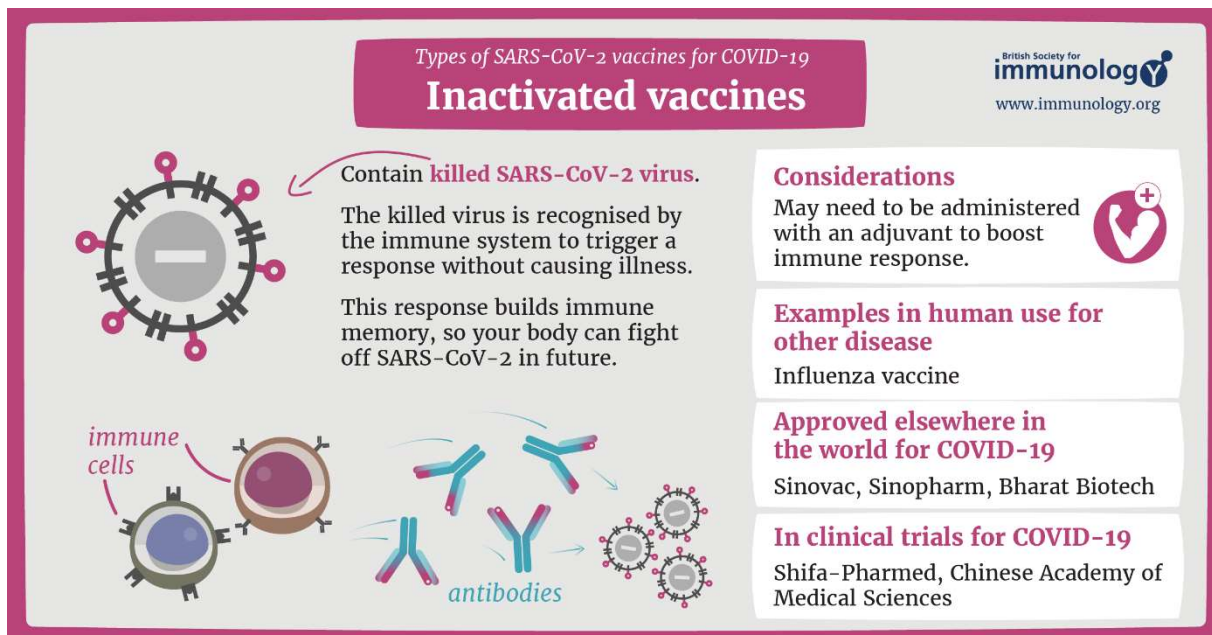 Types of SARS-CoV-2 vaccines for COVID-19
Inactivated vaccines
British Society for
immunology
www.immunology.org
Contain killed SARS-CoV-2 virus.
The killed virus is recognised by
the immune system to trigger a
response without causing illness.
This response builds immune
memory, so your body can fight
off SARS-CoV-2 in future.
immune
cells
antibodies
Considerations
May need to be administered
with an adjuvant to boost
immune response.
Examples in human use for
other disease
Influenza vaccine
Approved elsewhere in
the world for COVID-19
Sinovac, Sinopharm, Bharat Biotech
In clinical trials for COVID-19
Shifa-Pharmed, Chinese Academy of
Medical Sciences